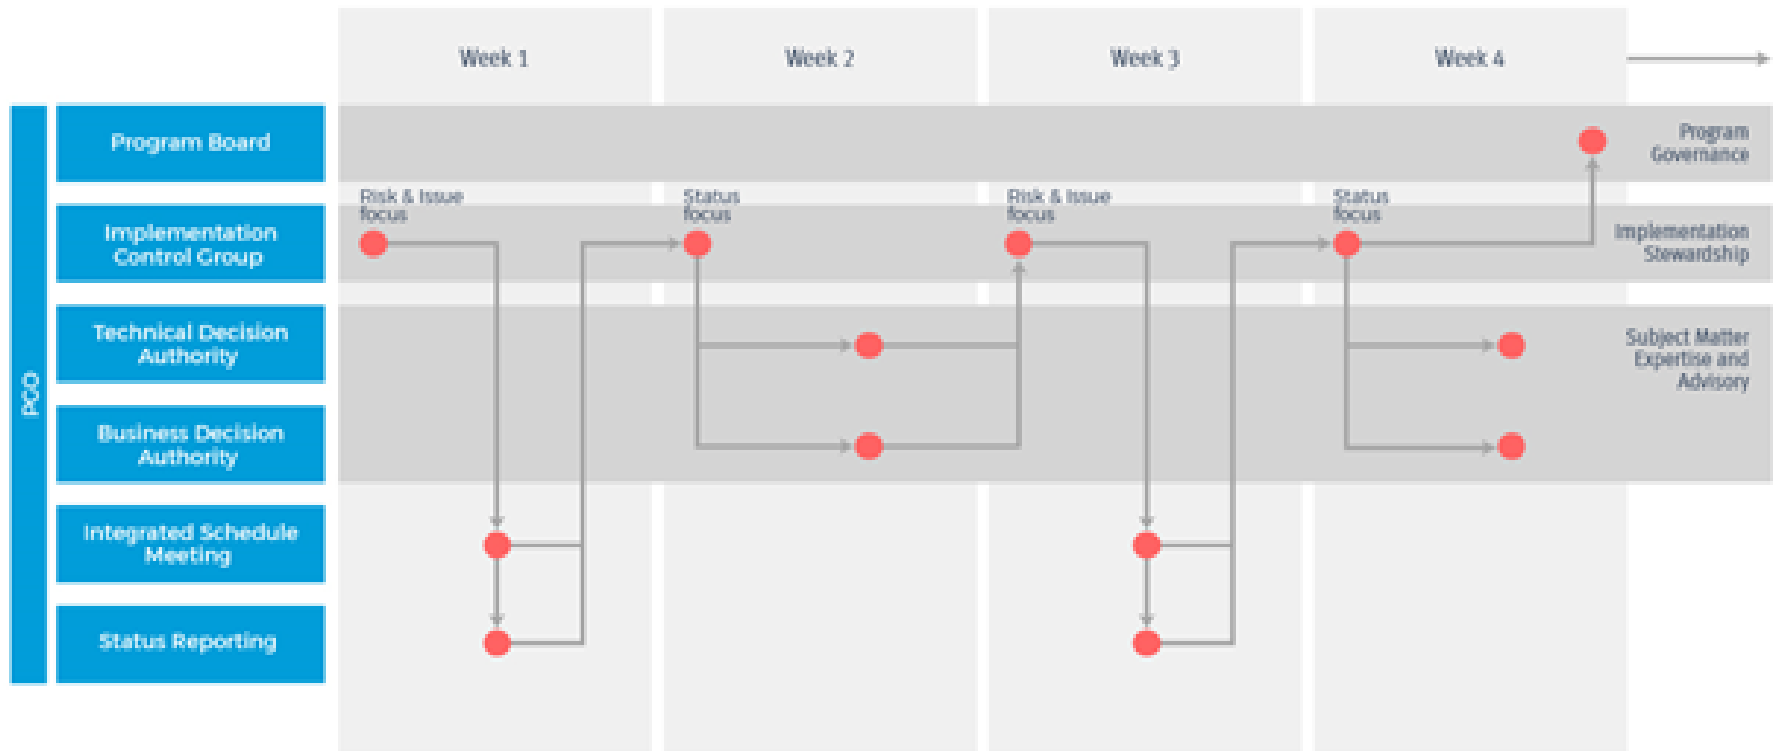 Week 1
Week 2
Week 3
Week 4
PGO
Program Board
Program
Governance
Risk & Issue
focus
Status
focus
Risk & Issue
focus
Status
focus
Implementation
Control Group
Implementation
Stewardship
Technical Decision
Authority
Subject Matter
Expertise and
Advisory
Business Decision
Authority
Integrated Schedule
Meeting
Status Reporting